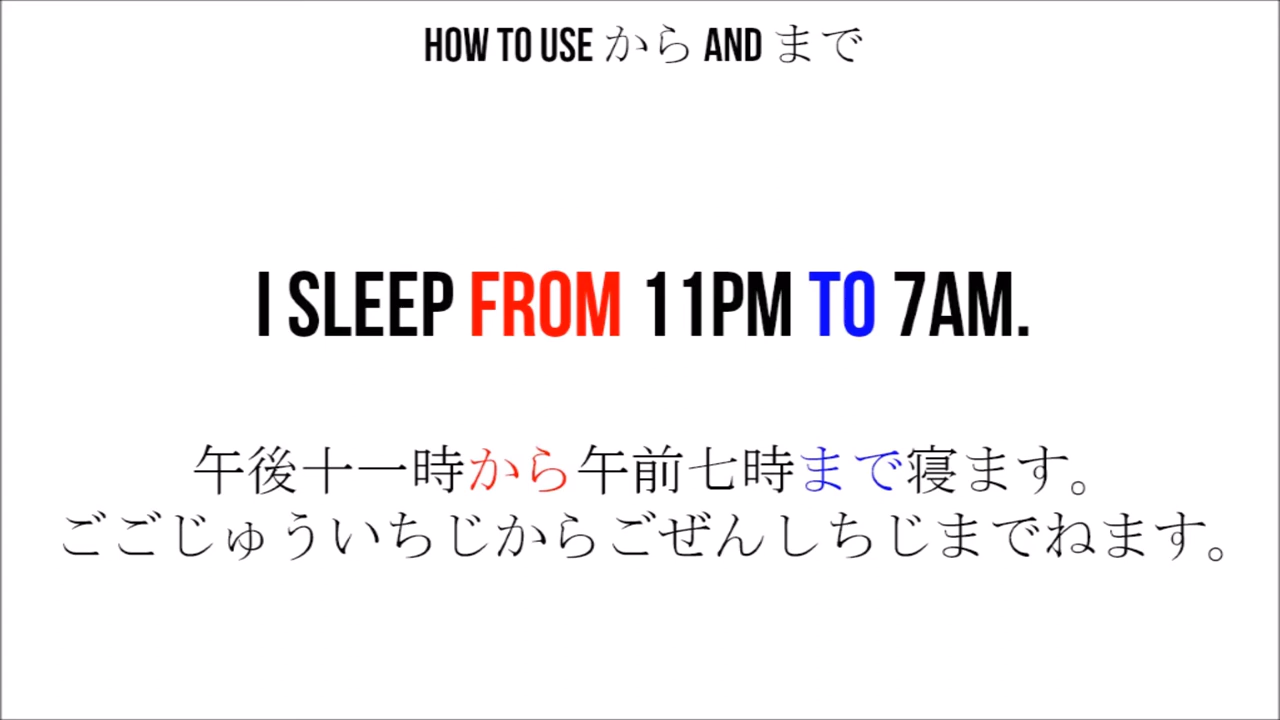 HOW TO USE から AND まで
I SLEEP FROM 11PM TO 7AM.
午後十一時から午前七時まで寝ます。
ごごじゅういちじからごぜんしちじまでねます。